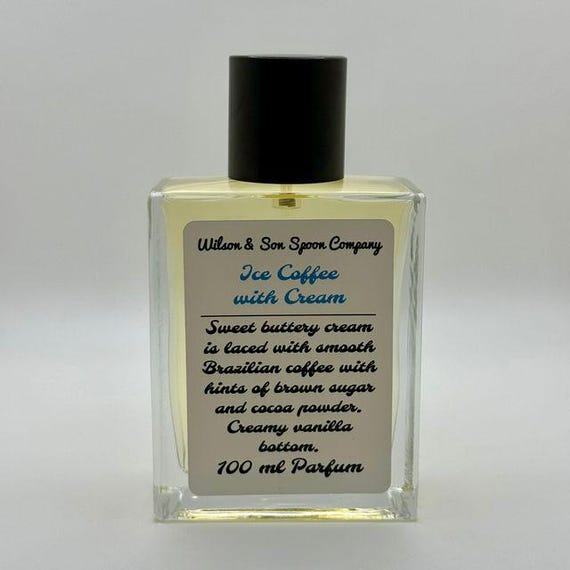 Wilson & Son Spoon Company
Ice Coffee
with Cream
Sweet buttery cream
is laced with smooth
Brazilian coffee with
hints of brown sugar
and cocoa powder.
Creamy vanilla
bottom.
100 ml Parfum